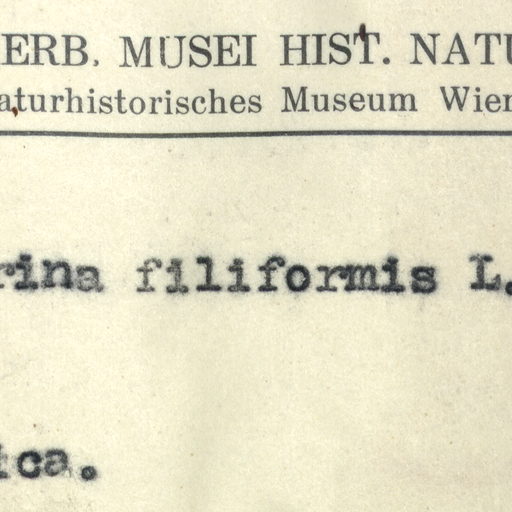 ERB. MUSEI HIST. NATU
aturhistorisches Museum Wien
rina filiformis L.
ica.